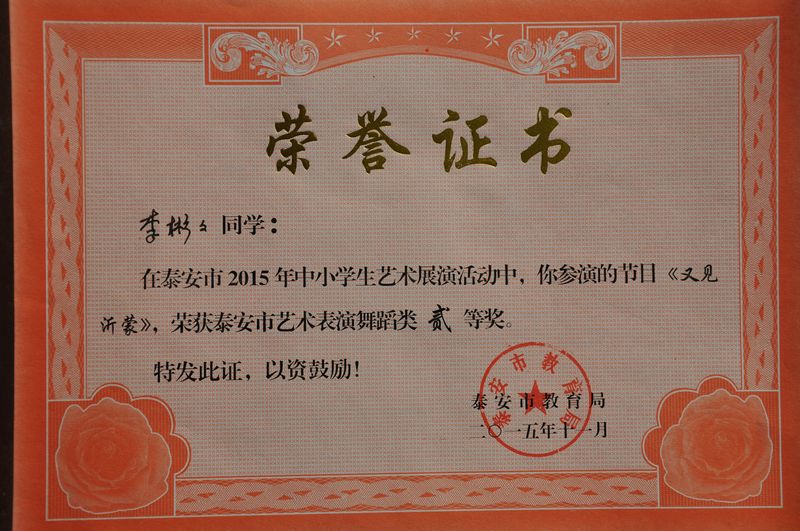 荣誉证书
李彬文同学：
在泰安市2015年中小学生艺术展演活动中，你参演的节目《又见
沂蒙》，荣获泰安市艺术表演舞蹈类 贰 等奖。
特发此证，以资鼓励！
泰安市教育局
泰安市教育局
二〇一五年十一月